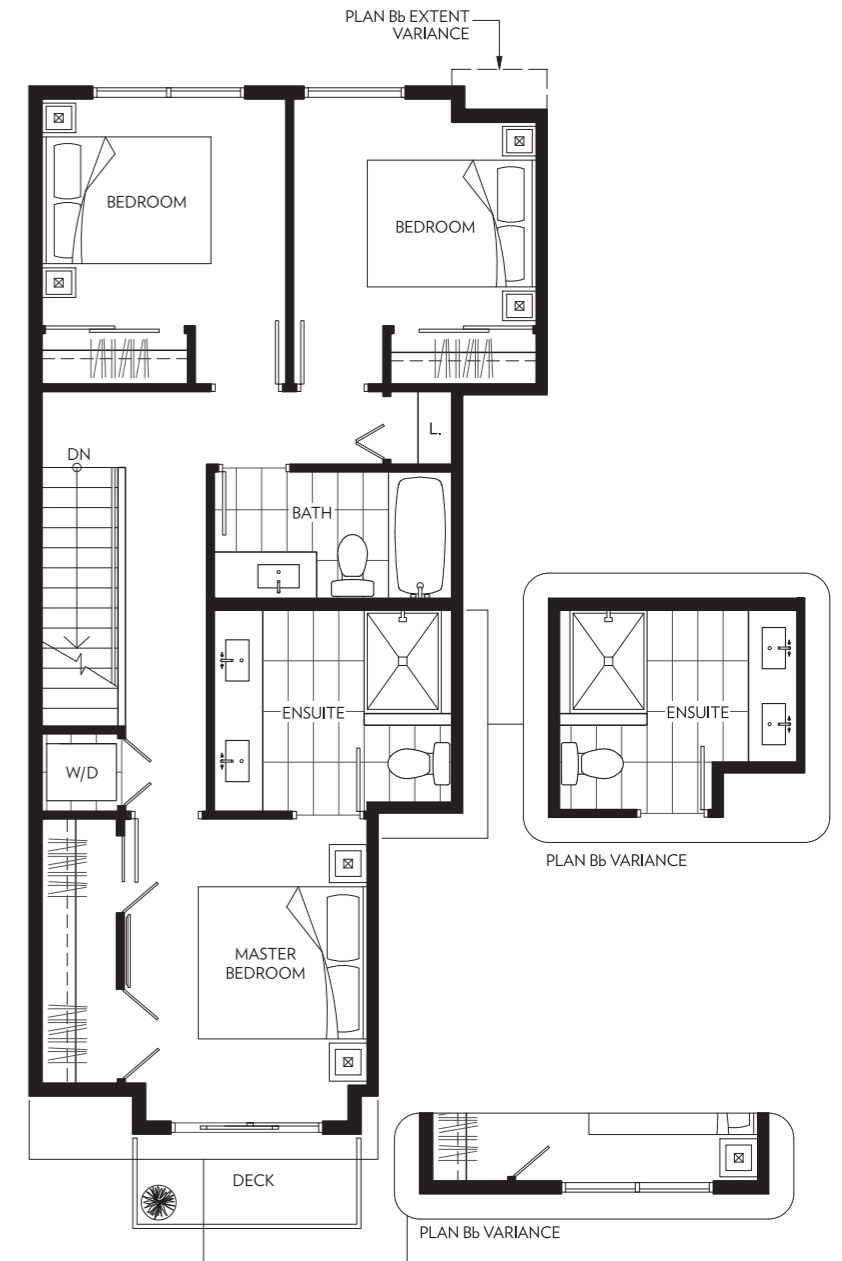 PLAN Bb EXTENT
VARIANCE
BEDROOM
BEDROOM
DN
L.
BATH
ENSUITE
ENSUITE
W/D
PLAN Bb VARIANCE
MASTER
BEDROOM
DECK
PLAN Bb VARIANCE